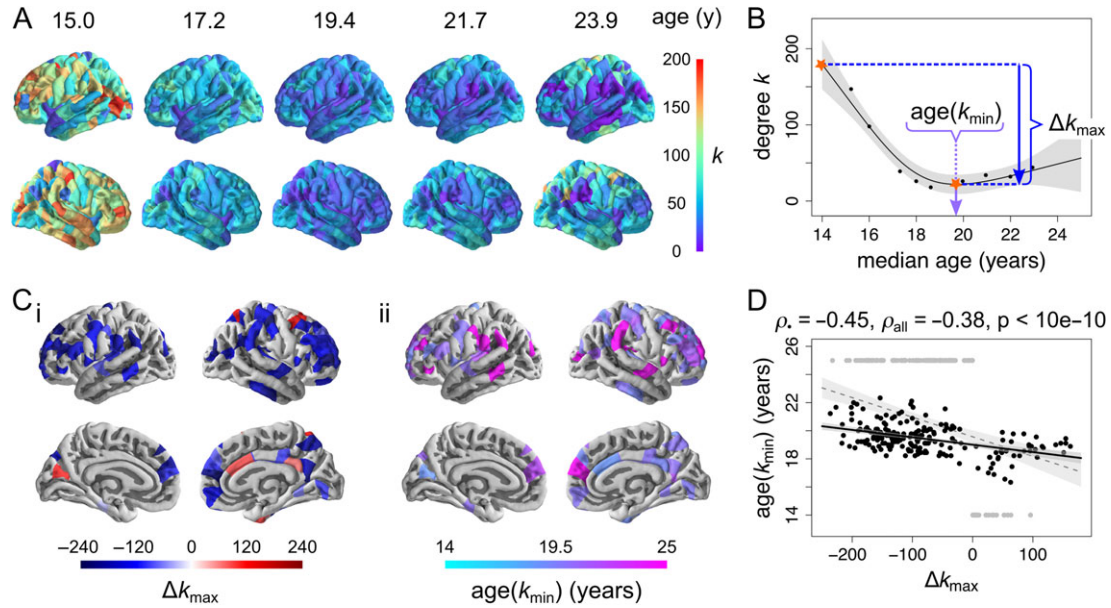 A
15.0 17.2 19.4 21.7 23.9 age (y)
200
150
100
50
0
k
B
degree k
200
100
0
age(kmin)
Δkmax
14 16 18 20 22 24
median age (years)
C i
ii
−240 −120 0 120 240
Δkmax
14 19.5 25
age(kmin) (years)
D
ρ• = −0.45, ρall = −0.38, p < 10e−10
age(kmin) (years)
26
22
18
14
−200 −100 0 100
Δkmax